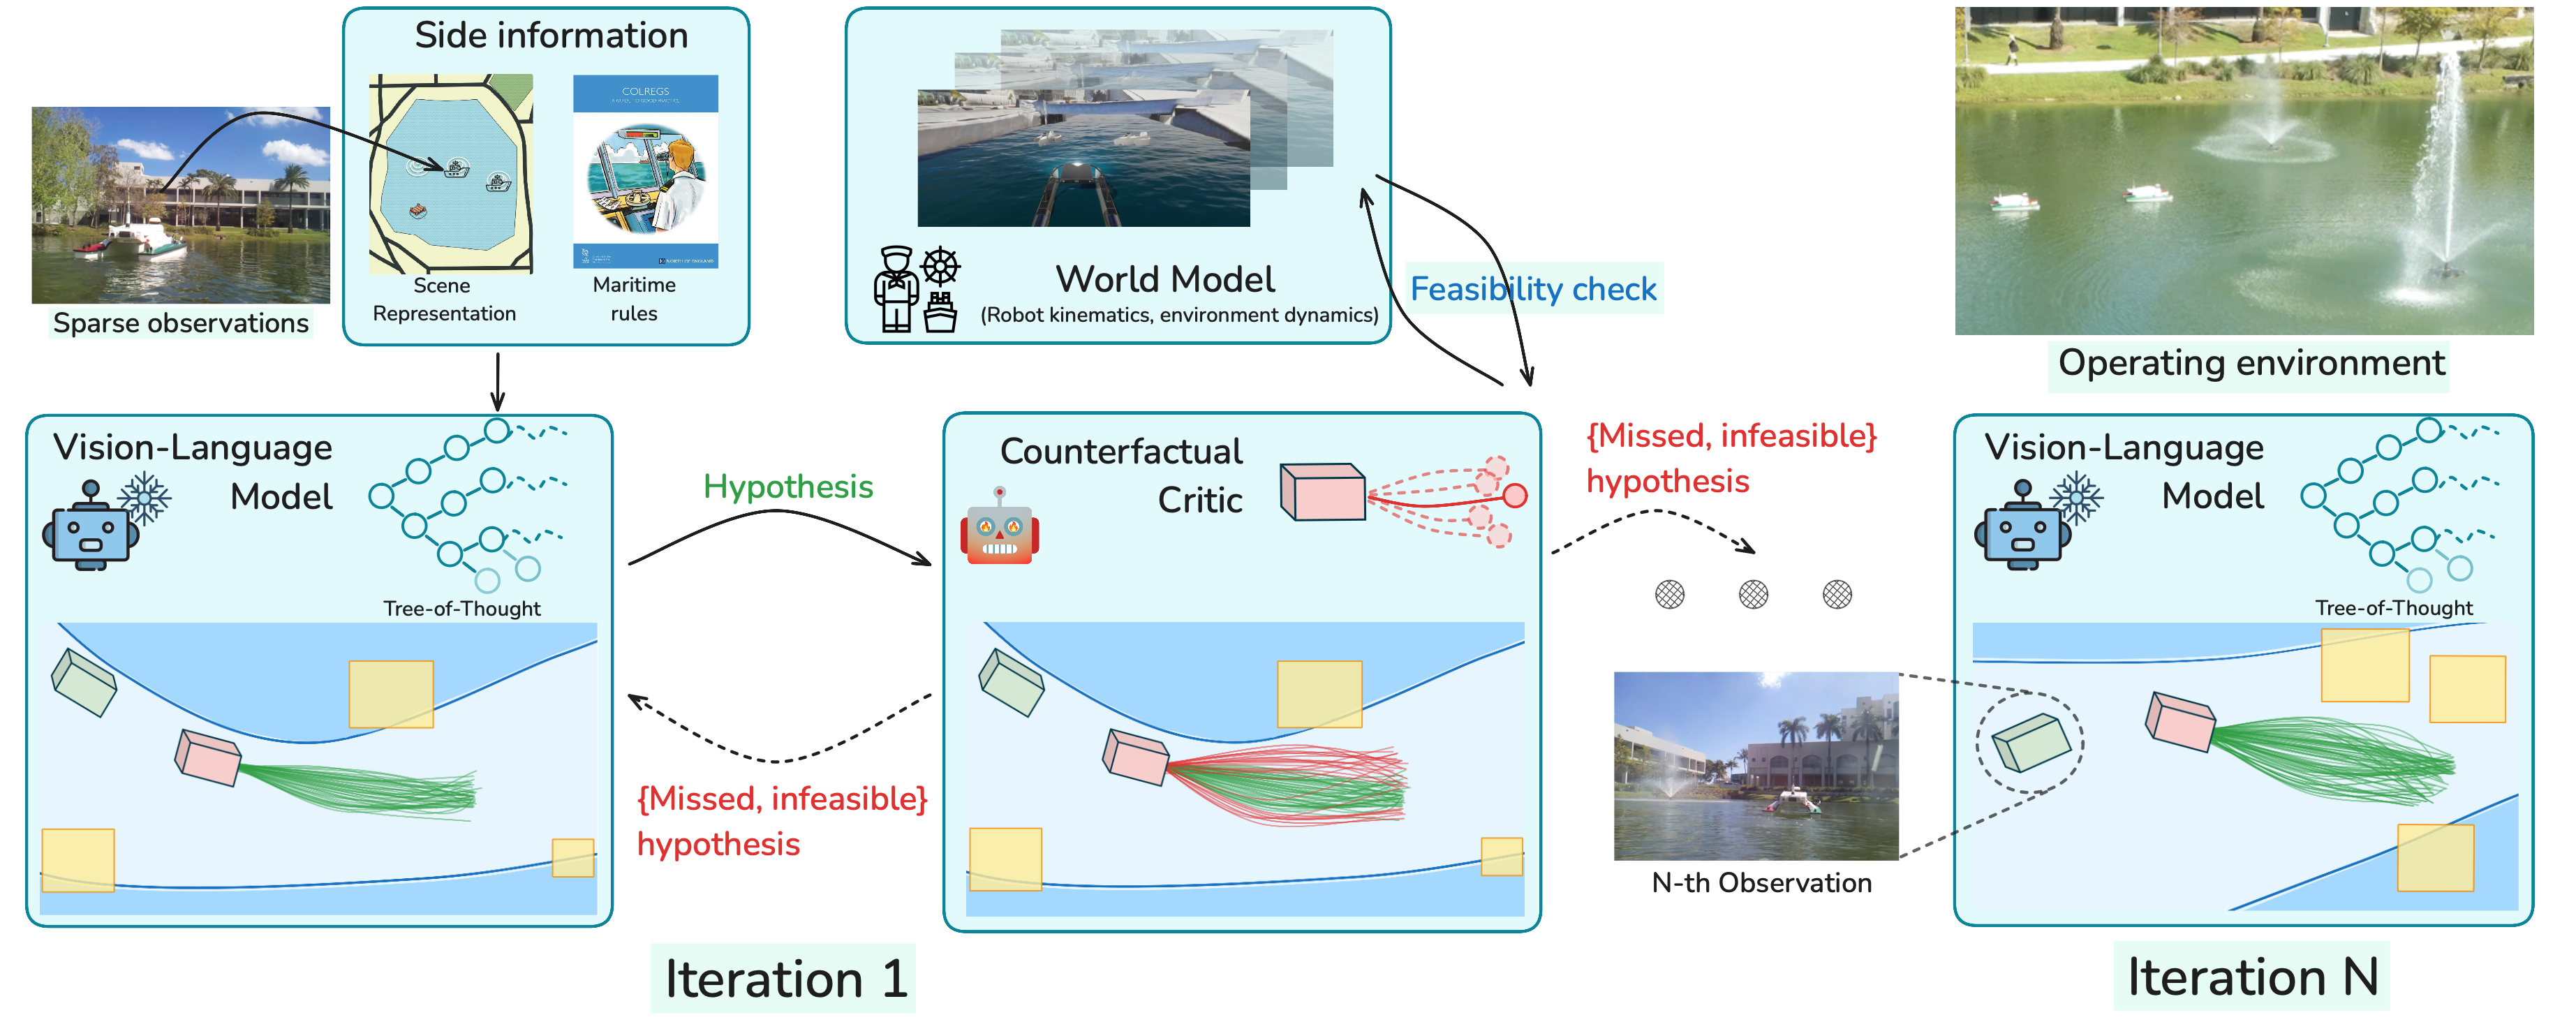 Side information
COLREGS
Scene
Representation
Maritime
rules
Sparse observations
World Model
(Robot kinematics, environment dynamics)
Feasibility check
Operating environment
Vision-Language
Model
Tree-of-Thought
Hypothesis
{Missed, infeasible}
hypothesis
Counterfactual
Critic
{Missed, infeasible}
hypothesis
N-th Observation
Vision-Language
Model
Tree-of-Thought
Iteration 1
Iteration N